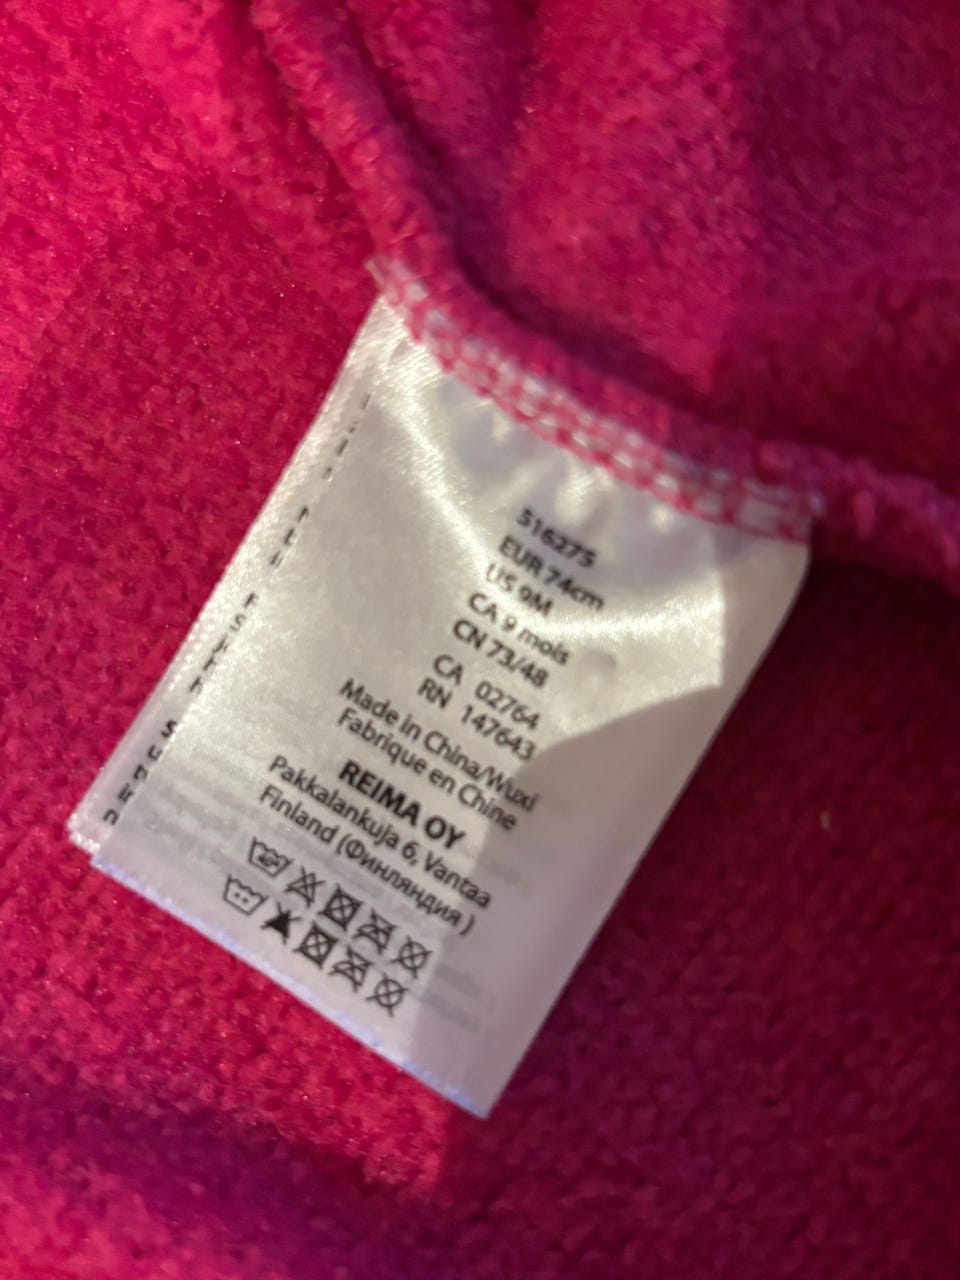 516275
EUR 74cm
US 9M
CA 9 mois
CN 73/48
CA 02764
RN 147643
Made in China/Wuxi
Fabrique en Chine
REIMA OY
Pakkalankuja 6, Vantaa
Finland (Финляндия)